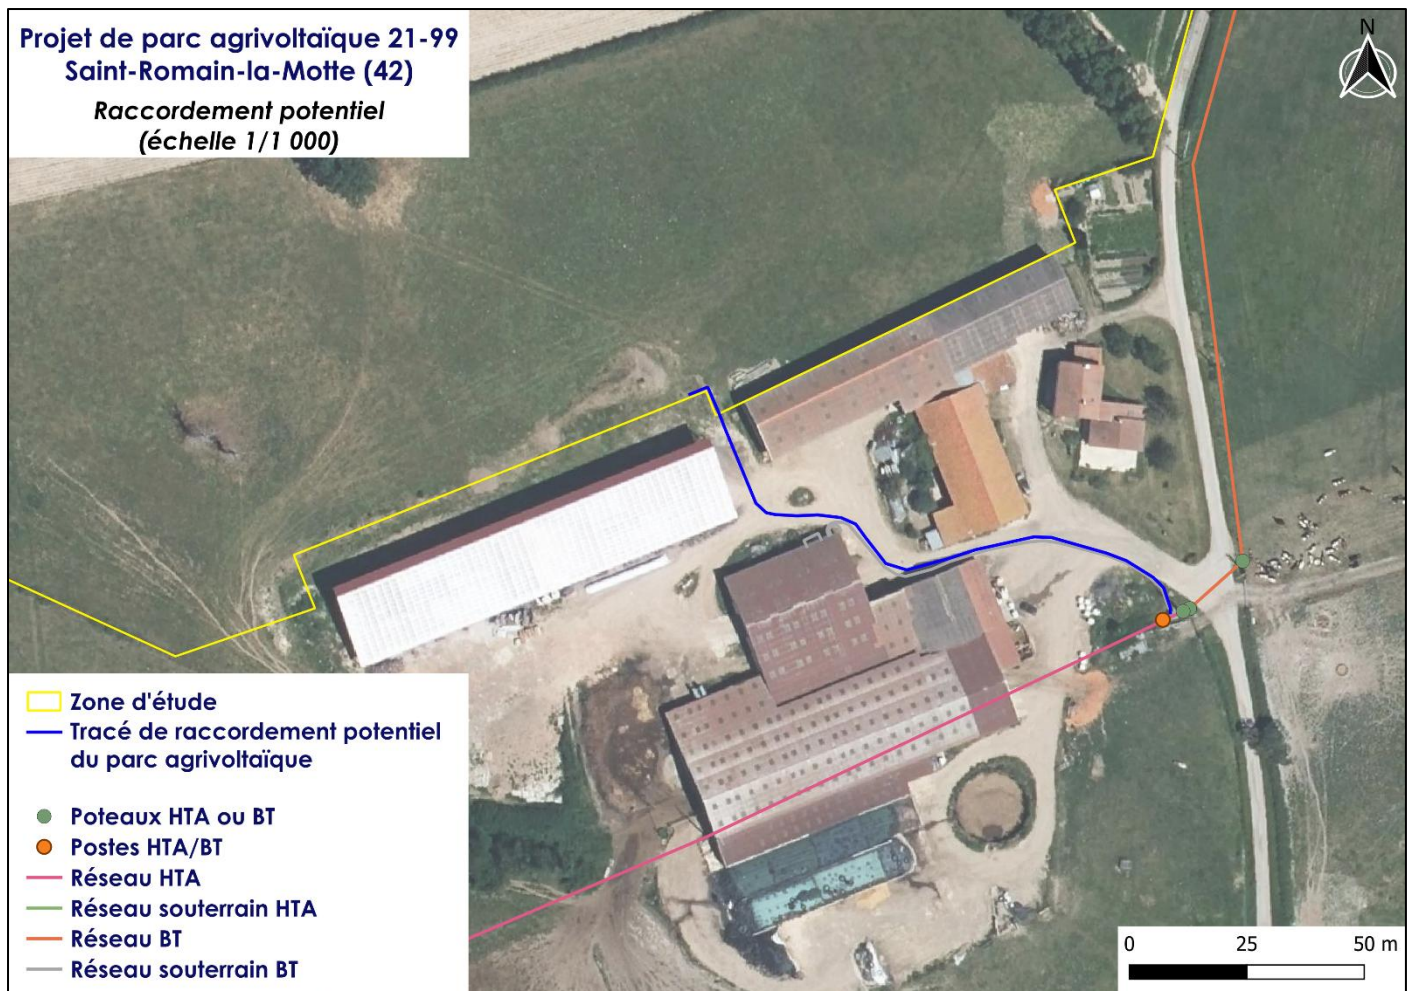 Projet de parc agrivoltaïque 21-99
Saint-Romain-la-Motte (42)
Raccordement potentiel
(échelle 1/1 000)
N
Zone d'étude
Tracé de raccordement potentiel
du parc agrivoltaïque
Poteaux HTA ou BT
Postes HTA/BT
Réseau HTA
Réseau souterrain HTA
Réseau BT
Réseau souterrain BT
0 25 50 m